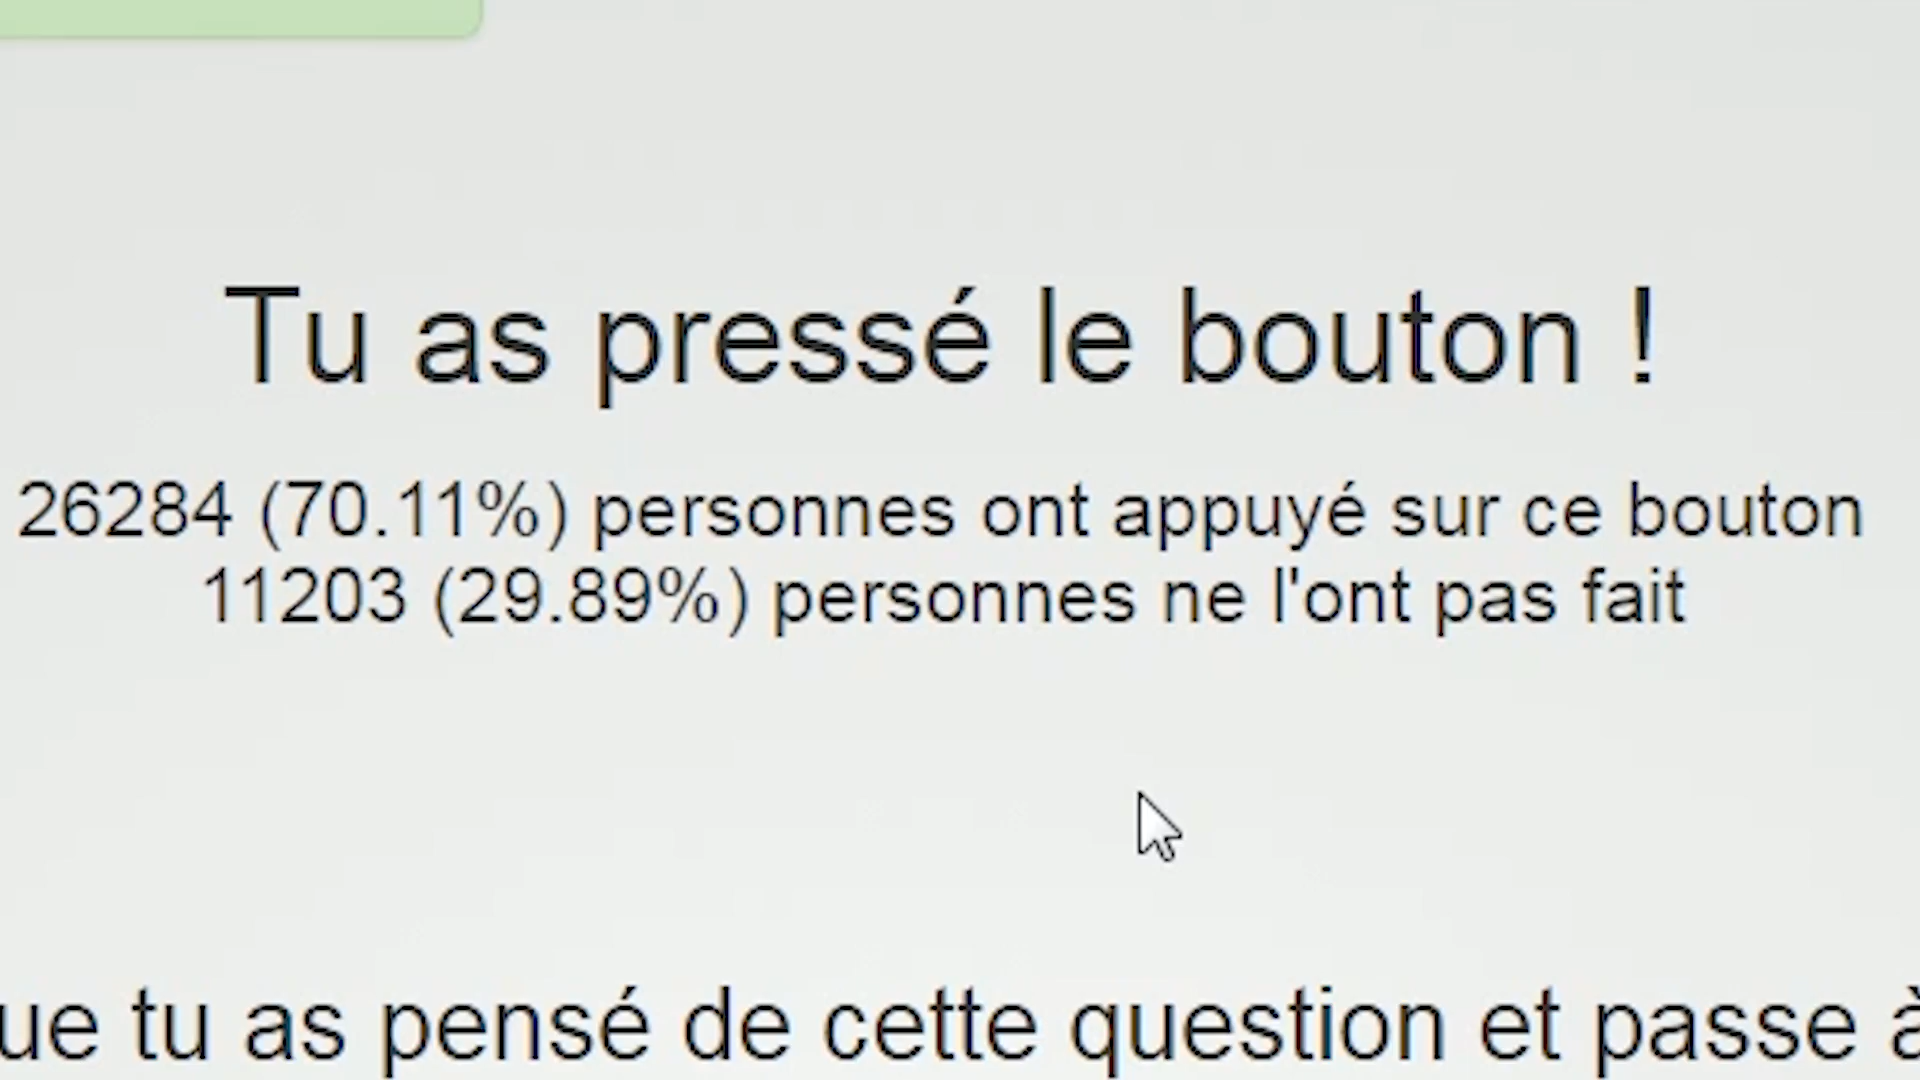 Tu as pressé le bouton !
26284 (70.11%) personnes ont appuyé sur ce bouton
11203 (29.89%) personnes ne l'ont pas fait
tu as pensé de cette question et passe à